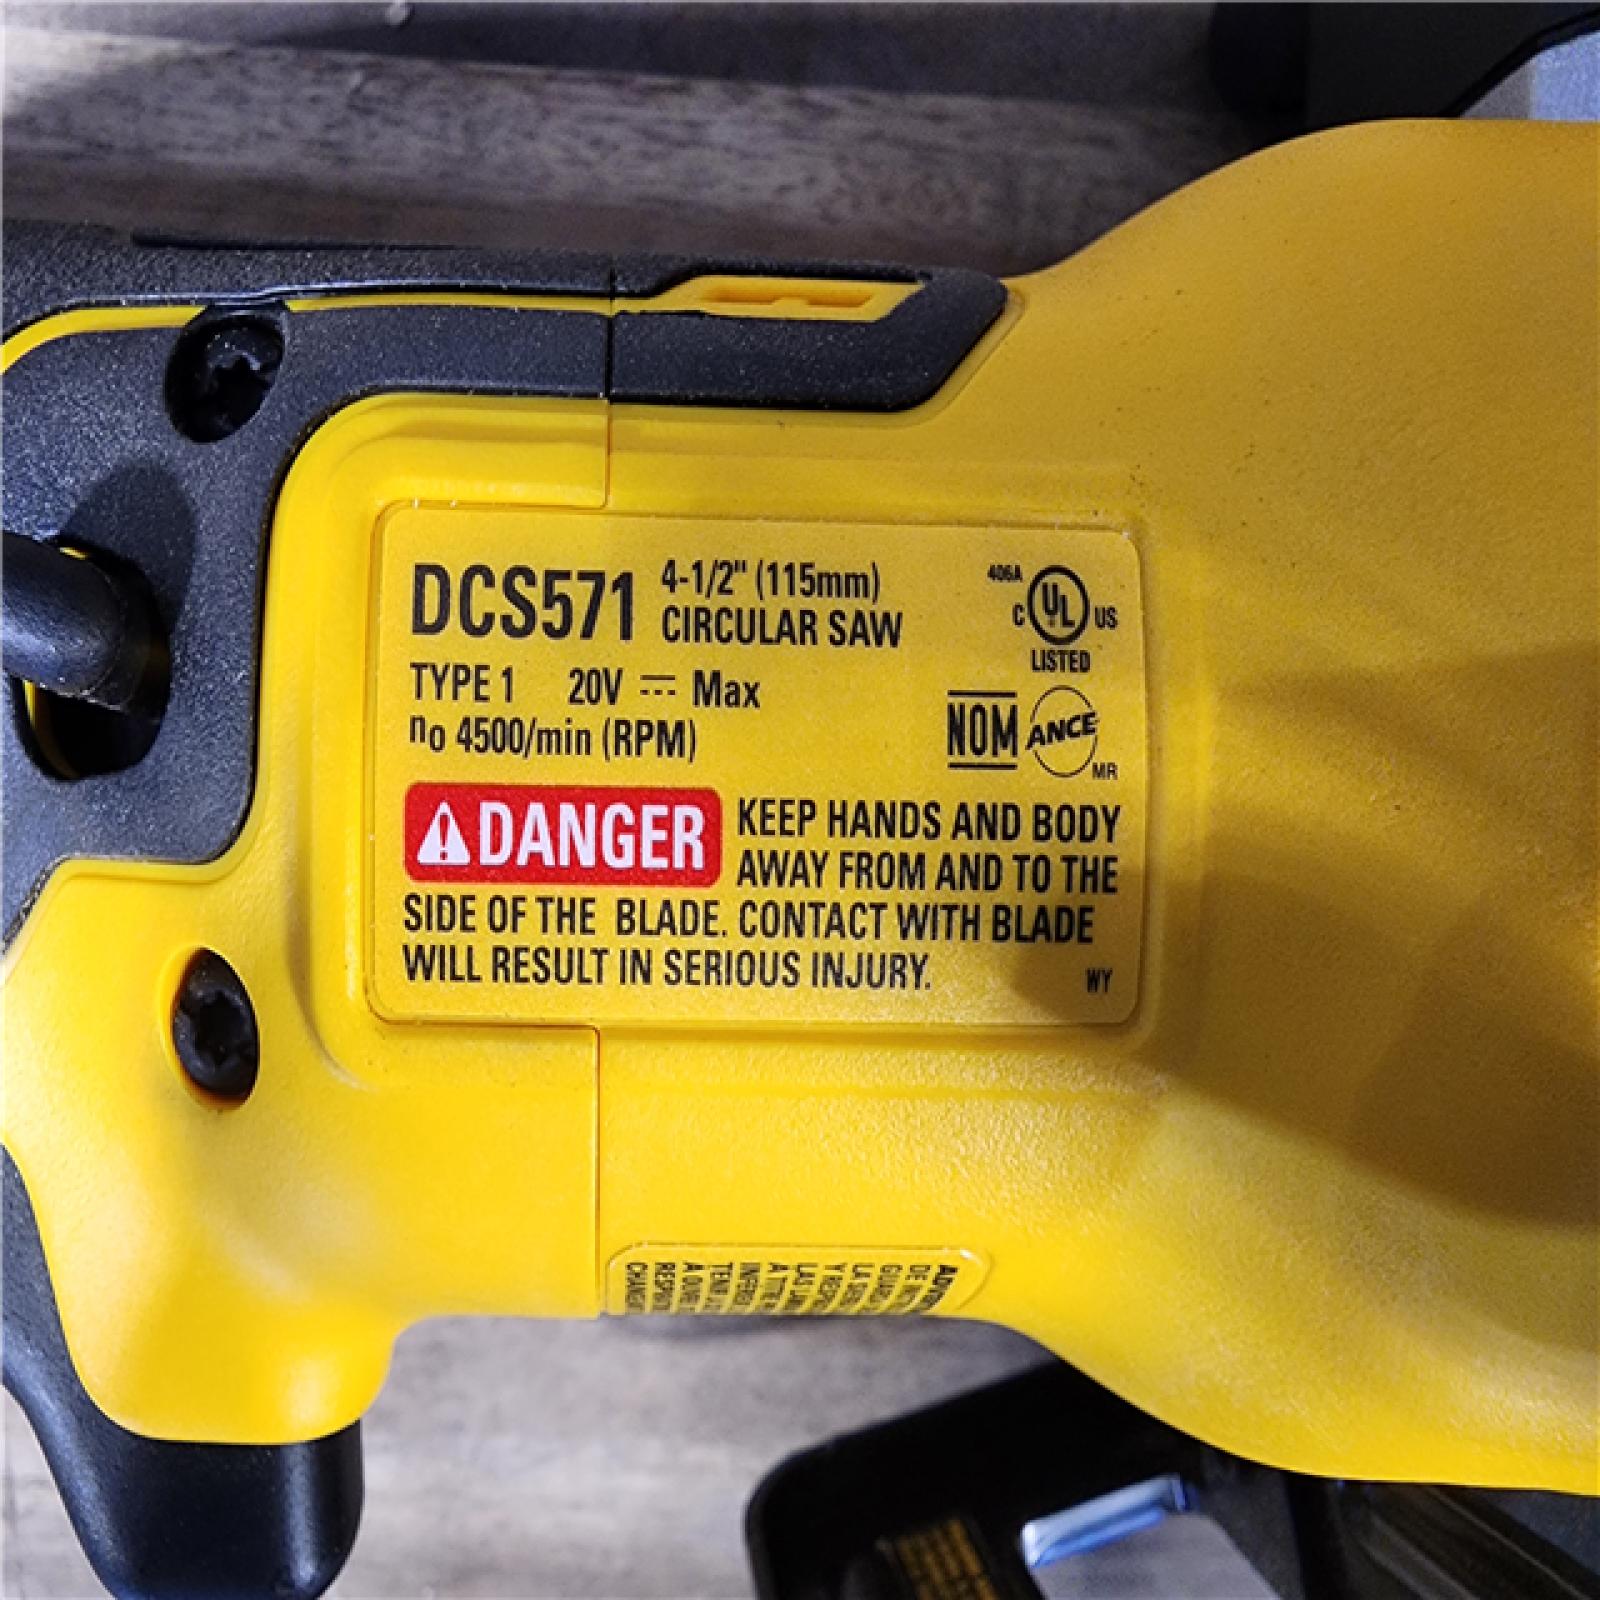 DCS571 4-1/2" (115mm)
CIRCULAR SAW
406A
C UL US
LISTED
TYPE 1 20V ⎓ Max
no 4500/min (RPM)
NOM ANCE
MR
⚠DANGER KEEP HANDS AND BODY
AWAY FROM AND TO THE
SIDE OF THE BLADE. CONTACT WITH BLADE
WILL RESULT IN SERIOUS INJURY.
WY